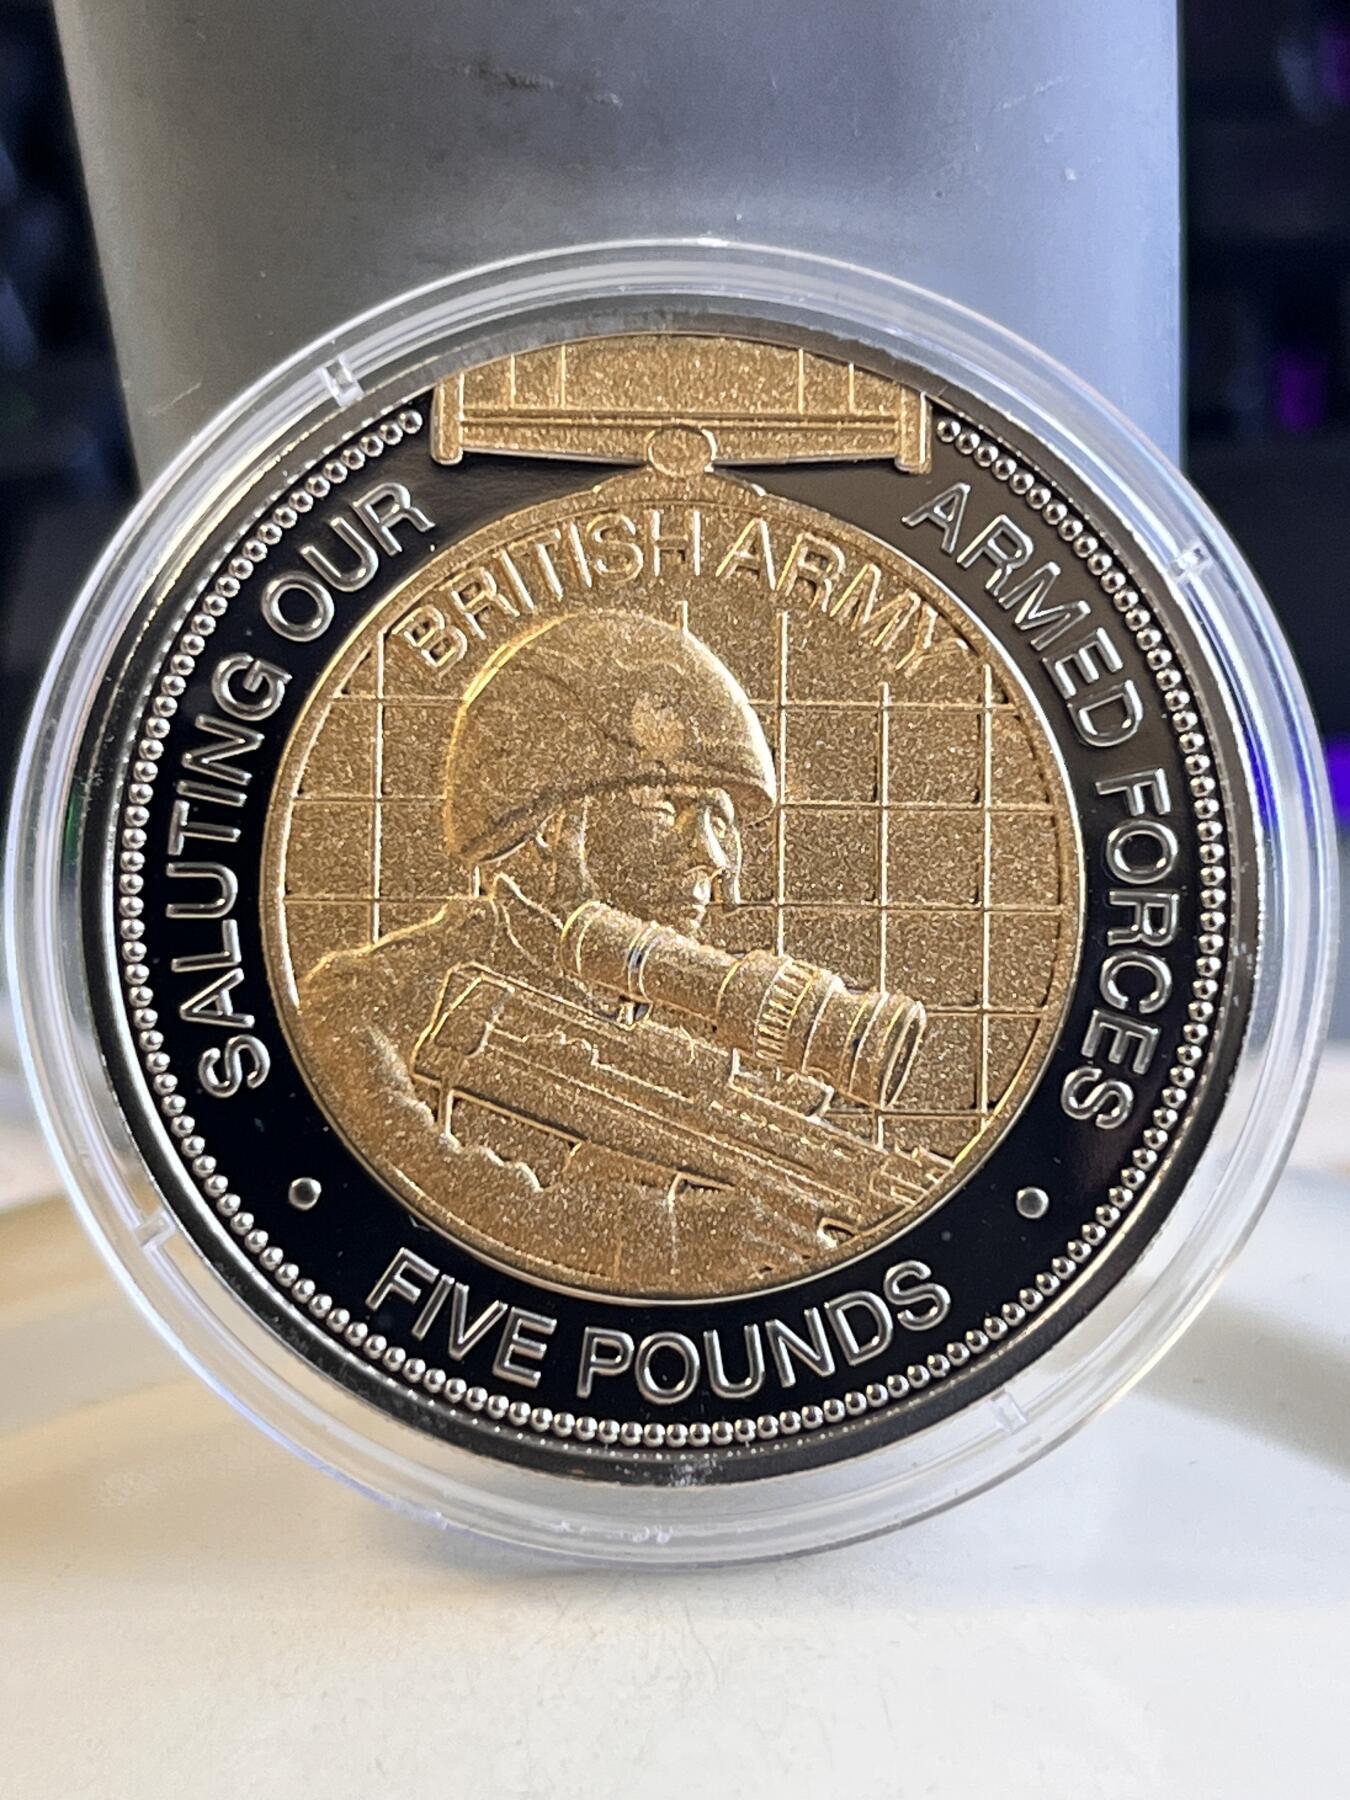 SALUTING OUR ARMED FORCES
BRITISH ARMY
FIVE POUNDS